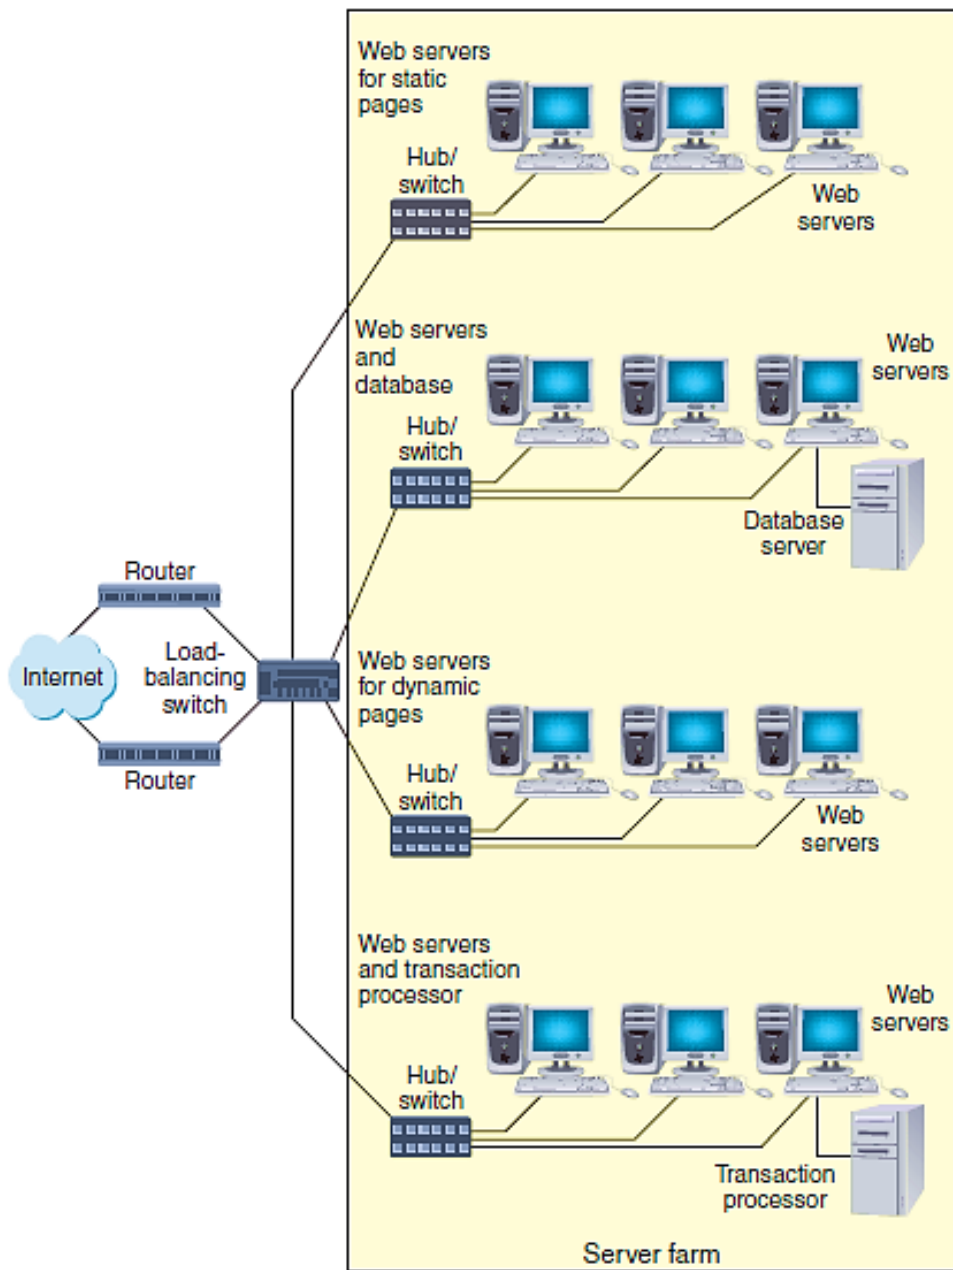 Web servers
for static
pages
Hub/
switch
Web
servers
Web servers
and
database
Web
servers
Hub/
switch
Database
server
Router
Internet
Load-
balancing
switch
Router
Web servers
for dynamic
pages
Hub/
switch
Web
servers
Web servers
and transaction
processor
Web
servers
Hub/
switch
Transaction
processor
Server farm